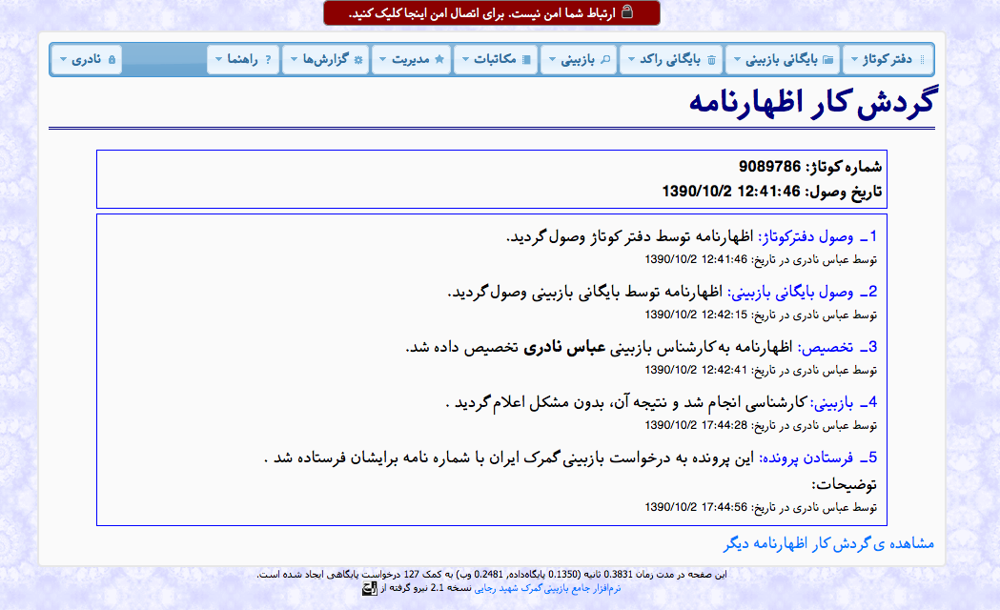 ارتباط شما امن نیست. برای اتصال امن اینجا کلیک کنید.
دفتر کوتاژ بایگانی بازبینی بایگانی راکد بازبینی مکاتبات مدیریت گزارش‌ها راهنما نادری
گردش کار اظهارنامه
شماره کوتاژ: 9089786
تاریخ وصول: 12:41:46 1390/10/2
1_ وصول دفترکوتاژ: اظهارنامه توسط دفتر کوتاژ وصول گردید.
توسط عباس نادری در تاریخ: 12:41:46 1390/10/2
2_ وصول بایگانی بازبینی: اظهارنامه توسط بایگانی بازبینی وصول گردید.
توسط عباس نادری در تاریخ: 12:42:15 1390/10/2
3_ تخصیص: اظهارنامه به کارشناس بازبینی عباس نادری تخصیص داده شد.
توسط عباس نادری در تاریخ: 12:42:41 1390/10/2
4_ بازبینی: کارشناسی انجام شد و نتیجه آن، بدون مشکل اعلام گردید .
توسط عباس نادری در تاریخ: 17:44:28 1390/10/2
5_ فرستادن پرونده: این پرونده به درخواست بازبینی گمرک ایران با شماره نامه برایشان فرستاده شد .
توضیحات:
توسط عباس نادری در تاریخ: 17:44:56 1390/10/2
مشاهده ی گردش کار اظهارنامه دیگر
این صفحه در مدت زمان 0.3831 ثانیه (0.1350 پایگاه‌داده, 0.2481 وب) به کمک 127 درخواست پایگاهی ایجاد شده است.
نرم‌افزار جامع بازبینی گمرک شهید رجایی نسخه 2.1 نیرو گرفته از